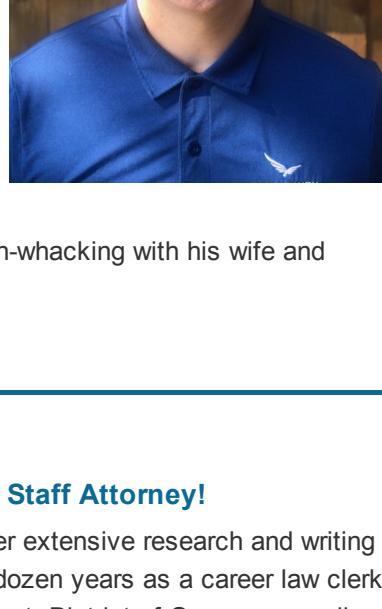 n-whacking with his wife and
Staff Attorney!
er extensive research and writing
dozen years as a career law clerk